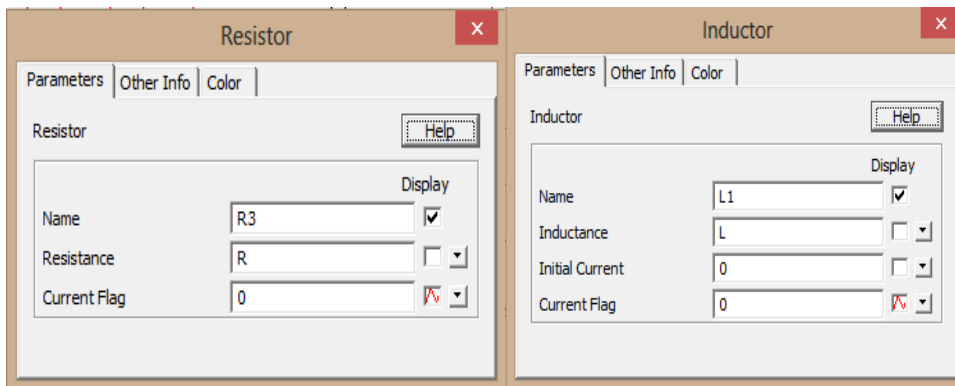 Resistor
x
Parameters Other Info Color
Resistor Help
Display
Name R3
Resistance R
Current Flag 0
Inductor
x
Parameters Other Info Color
Inductor Help
Display
Name L1
Inductance L
Initial Current 0
Current Flag 0